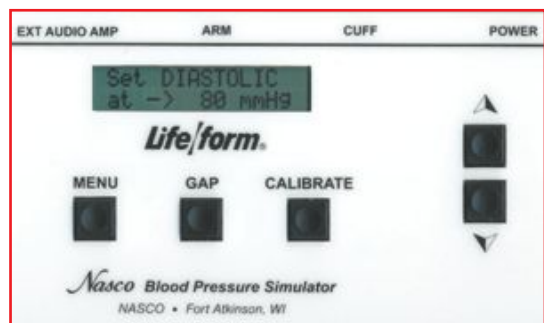 EXT AUDIO AMP ARM CUFF POWER
Set DIASTOLIC
at -> 80 mmHg
Life/form®
MENU GAP CALIBRATE
Nasco Blood Pressure Simulator
NASCO • Fort Atkinson, WI